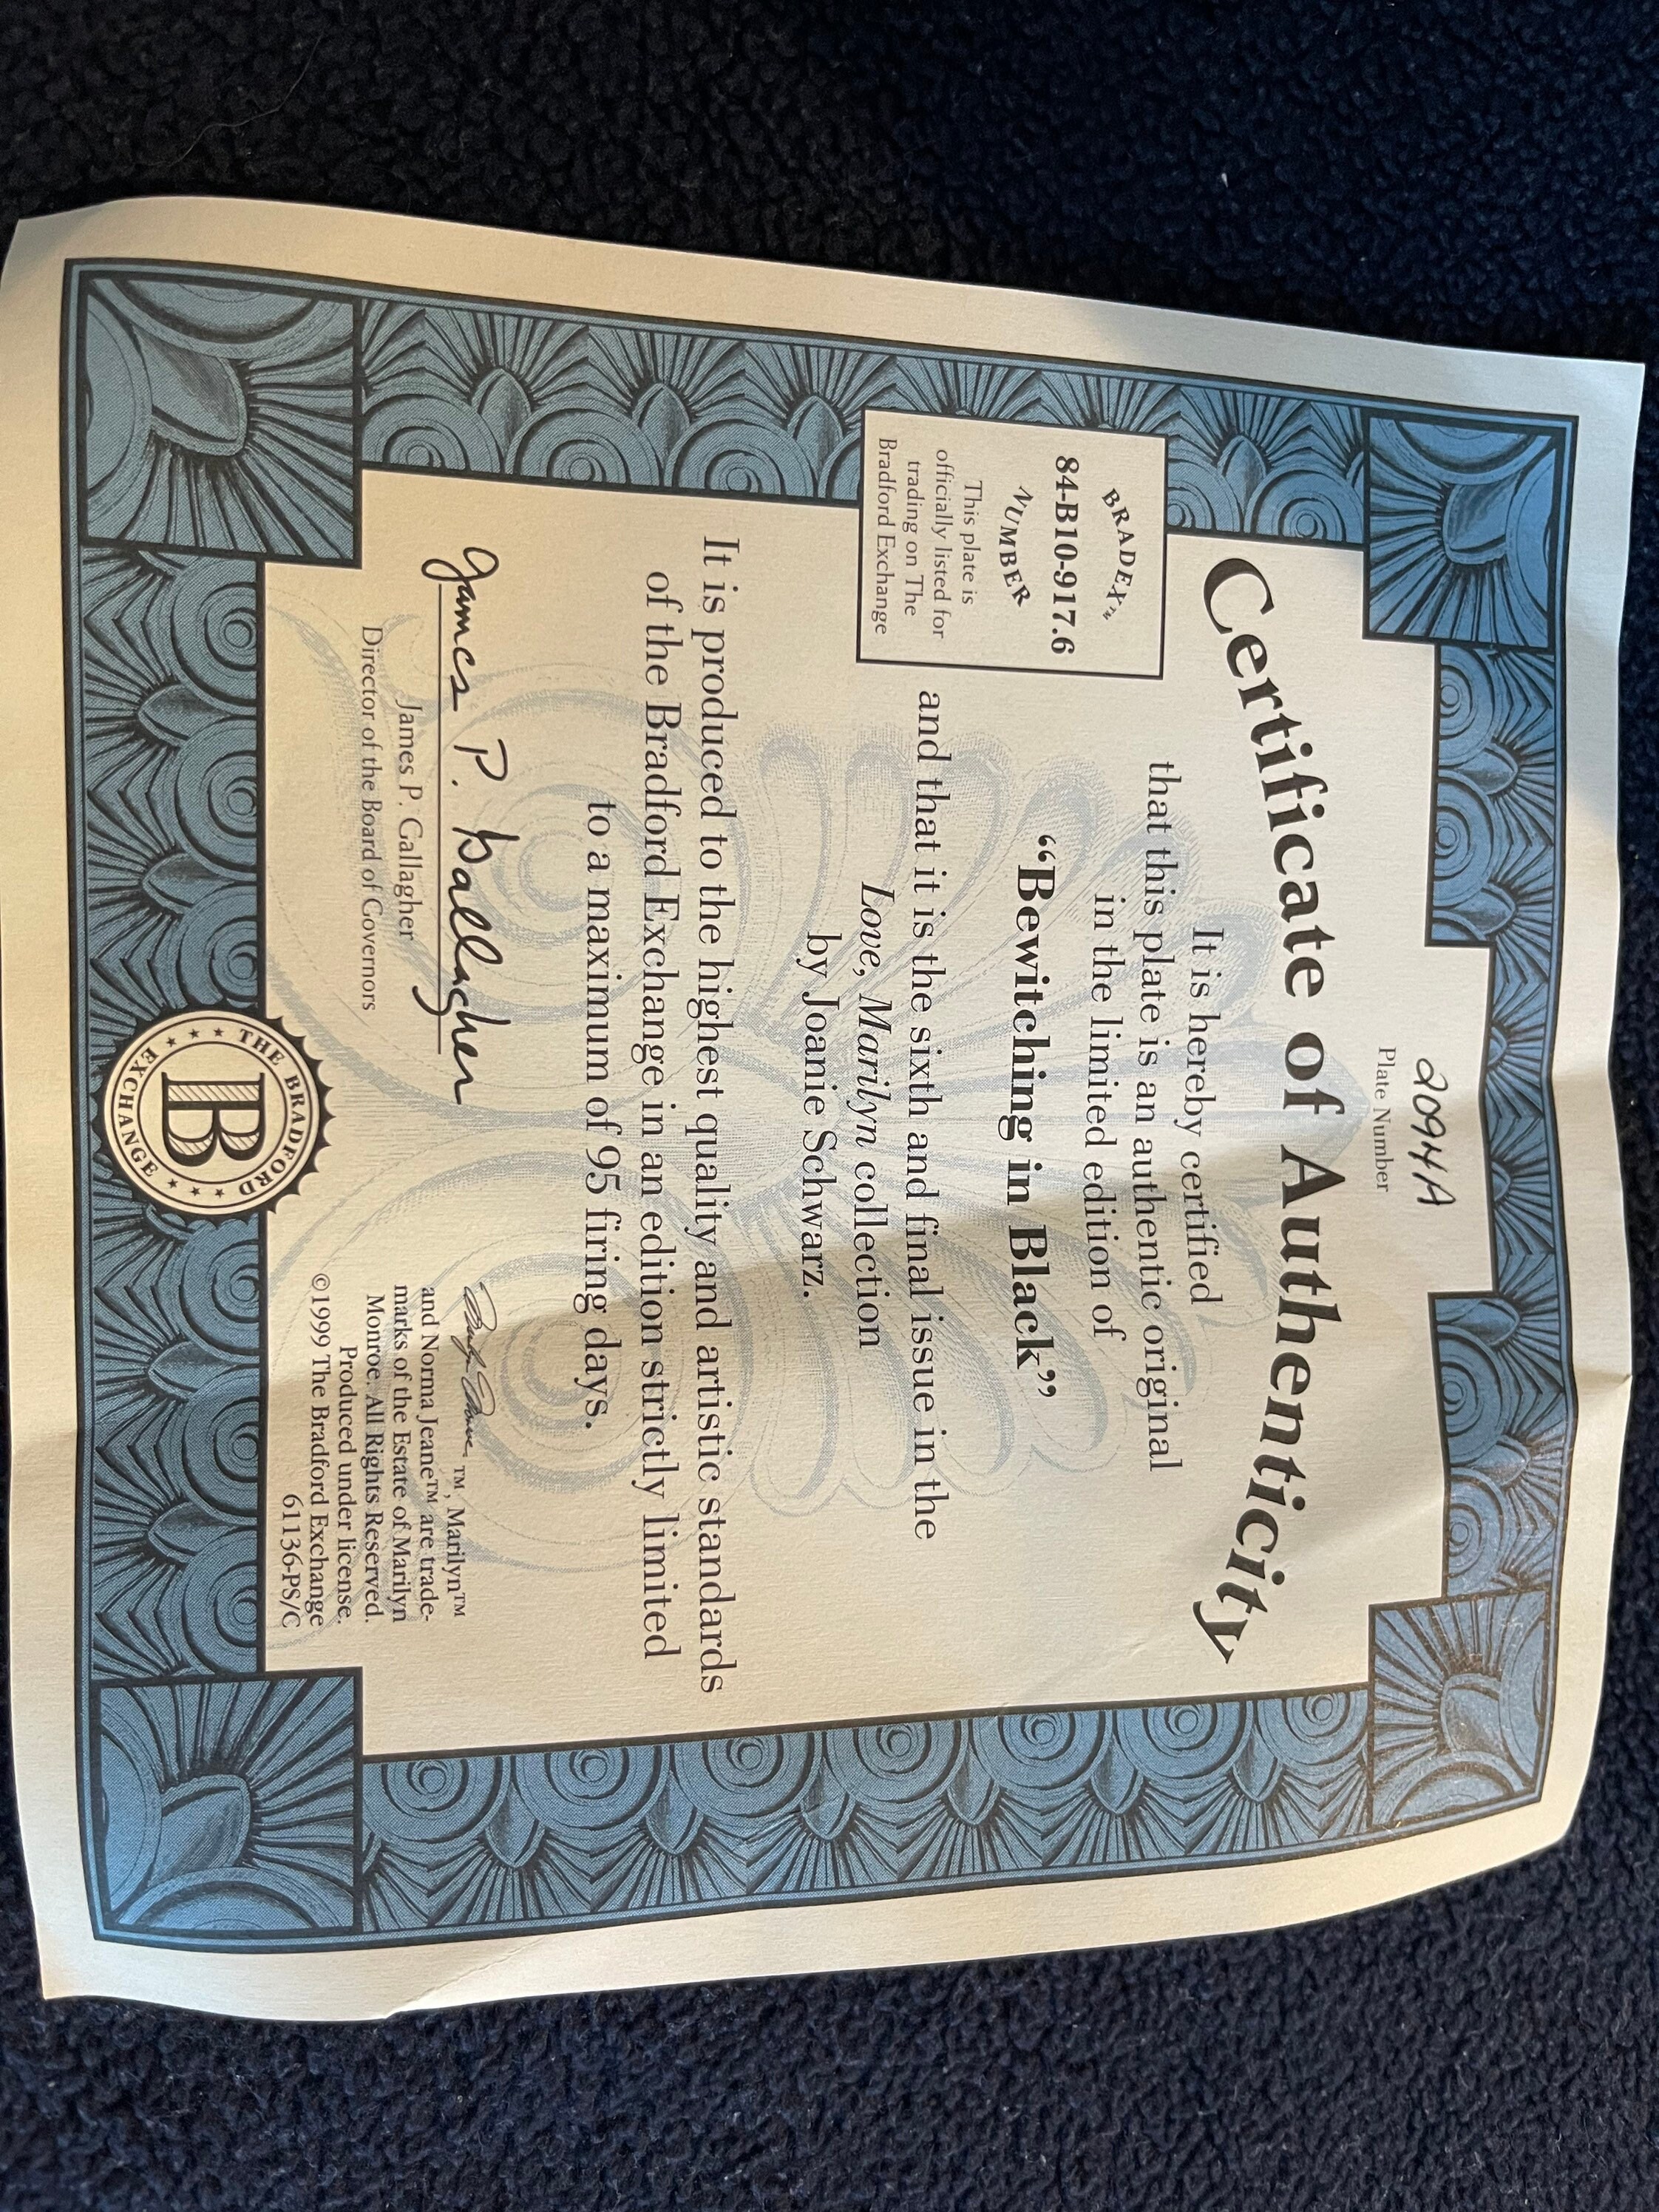 2094A
Plate Number
Certificate of Authenticity
It is hereby certified
that this plate is an authentic original
in the limited edition of
“Bewitching in Black”
and that it is the sixth and final issue in the
Love, Marilyn collection
by Joanie Schwarz.
BRADEX™
84-B10-917.6
NUMBER
This plate is
officially listed for
trading on The
Bradford Exchange
It is produced to the highest quality and artistic standards
of the Bradford Exchange in an edition strictly limited
to a maximum of 95 firing days.
James P. Gallagher
James P. Gallagher
Director of the Board of Governors
THE BRADFORD
B
EXCHANGE
™, Marilyn™
and Norma Jeane™ are trade-
marks of the Estate of Marilyn
Monroe. All Rights Reserved.
Produced under license.
©1999 The Bradford Exchange
61136-PS/C